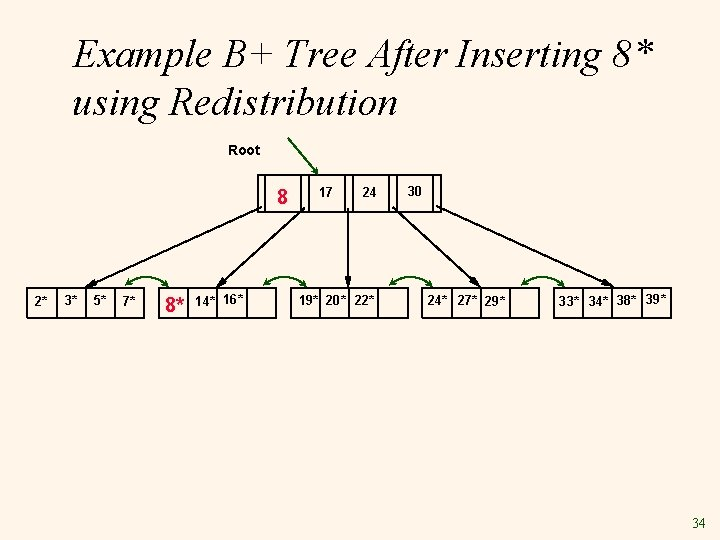 Example B+ Tree After Inserting 8*
using Redistribution
Root
8 17 24 30
2* 3* 5* 7* 8* 14* 16* 19* 20* 22* 24* 27* 29* 33* 34* 38* 39*
34